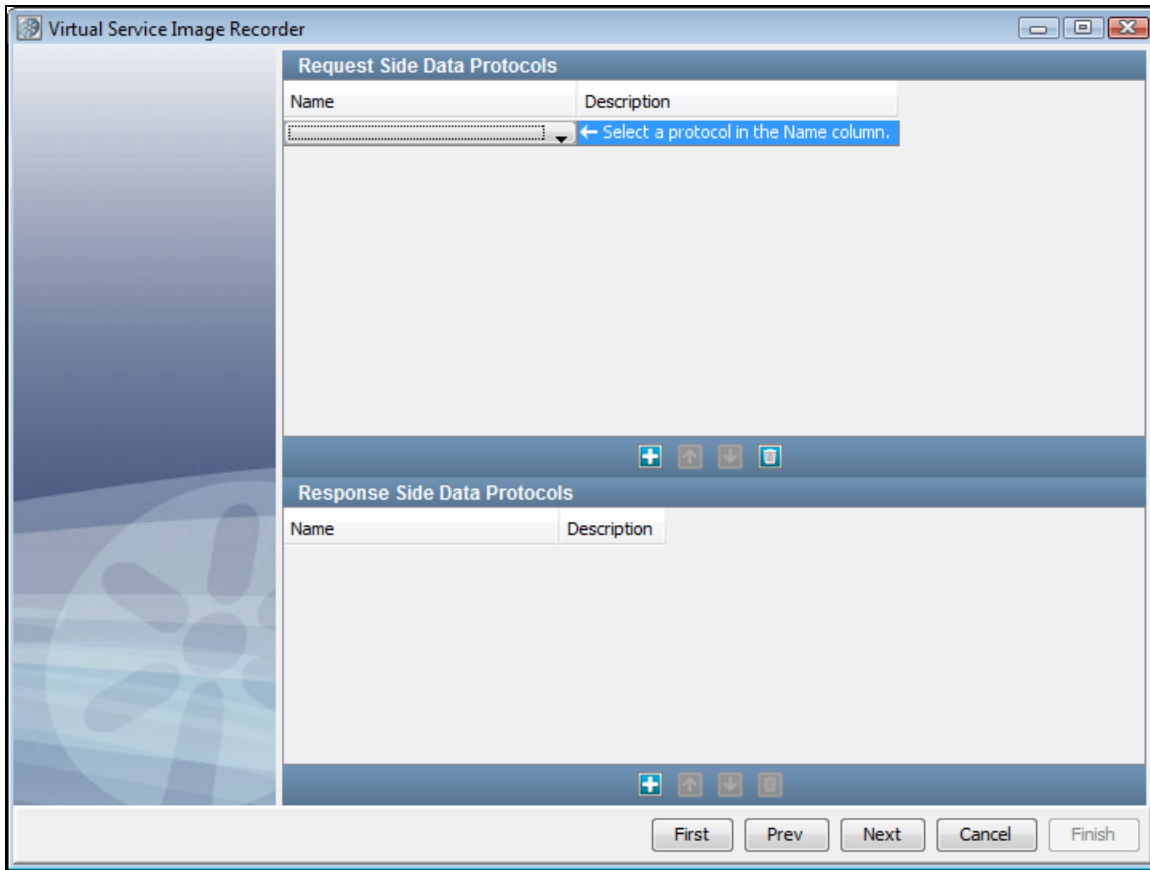 Virtual Service Image Recorder
Request Side Data Protocols
Name Description
← Select a protocol in the Name column.
Response Side Data Protocols
Name Description
First Prev Next Cancel Finish